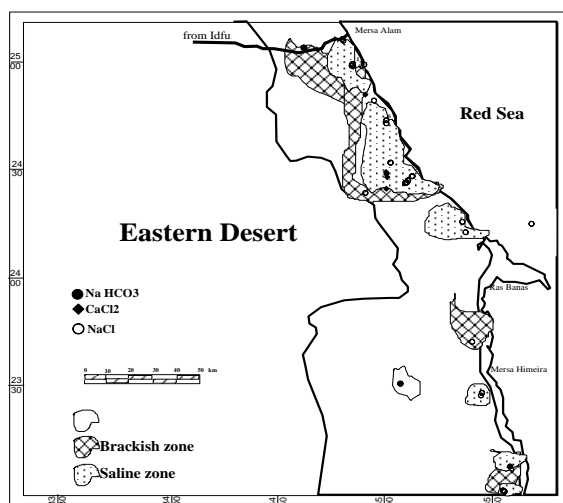 from Idfu
Mersa Alam
25
00
Red Sea
24
30
Eastern Desert
24
00
Ras Banas
Na HCO3
CaCl2
NaCl
0 10 20 30 40 50 km
Mersa Himeira
23
30
Brackish zone
Saline zone